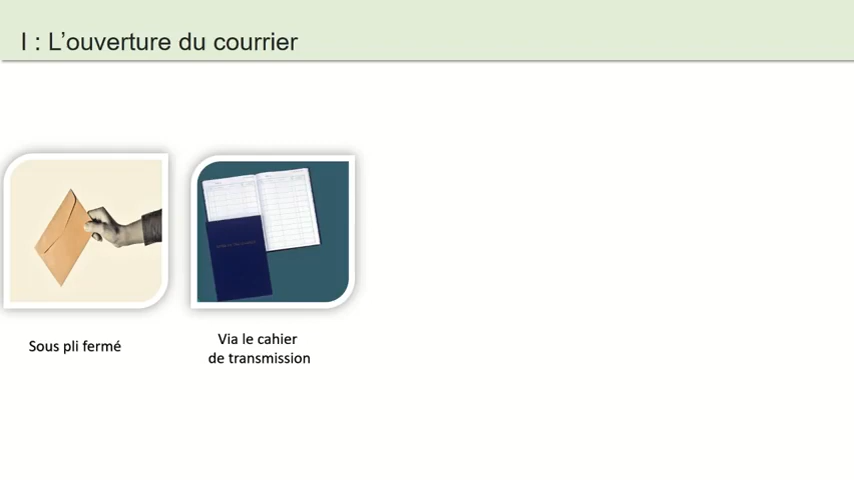 I : L’ouverture du courrier
Sous pli fermé
Via le cahier
de transmission